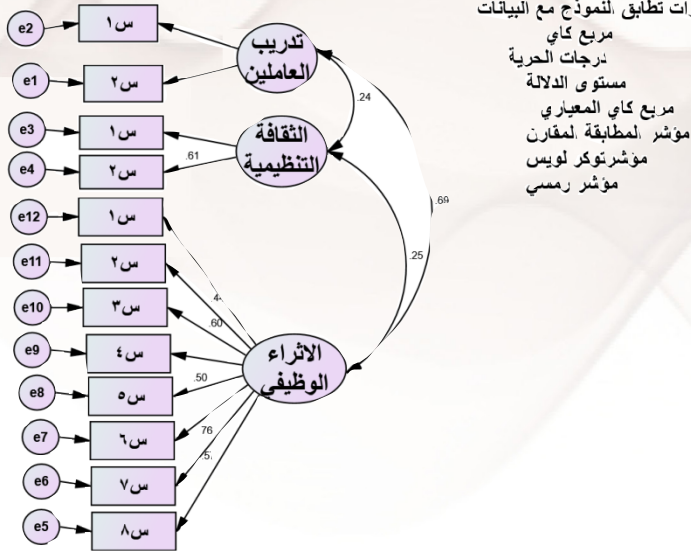 رات تطابق النموذج مع البيانات
مربع كاي
درجات الحرية
مستوى الدلالة
مربع كاي المعياري
مؤشر المطابقة المقارن
مؤشرتوكر لويس
مؤشر رمسي
e2
س١
e1
س٢
تدريب
العاملين
.24
e3
س١
e4
س٢
.61
الثقافة
التنظيمية
.69
.25
e12
س١
e11
س٢
e10
س٣
.60
e9
س٤
e8
س٥
.50
e7
س٦
76
e6
س٧
e5
س٨
الاثراء
الوظيفي